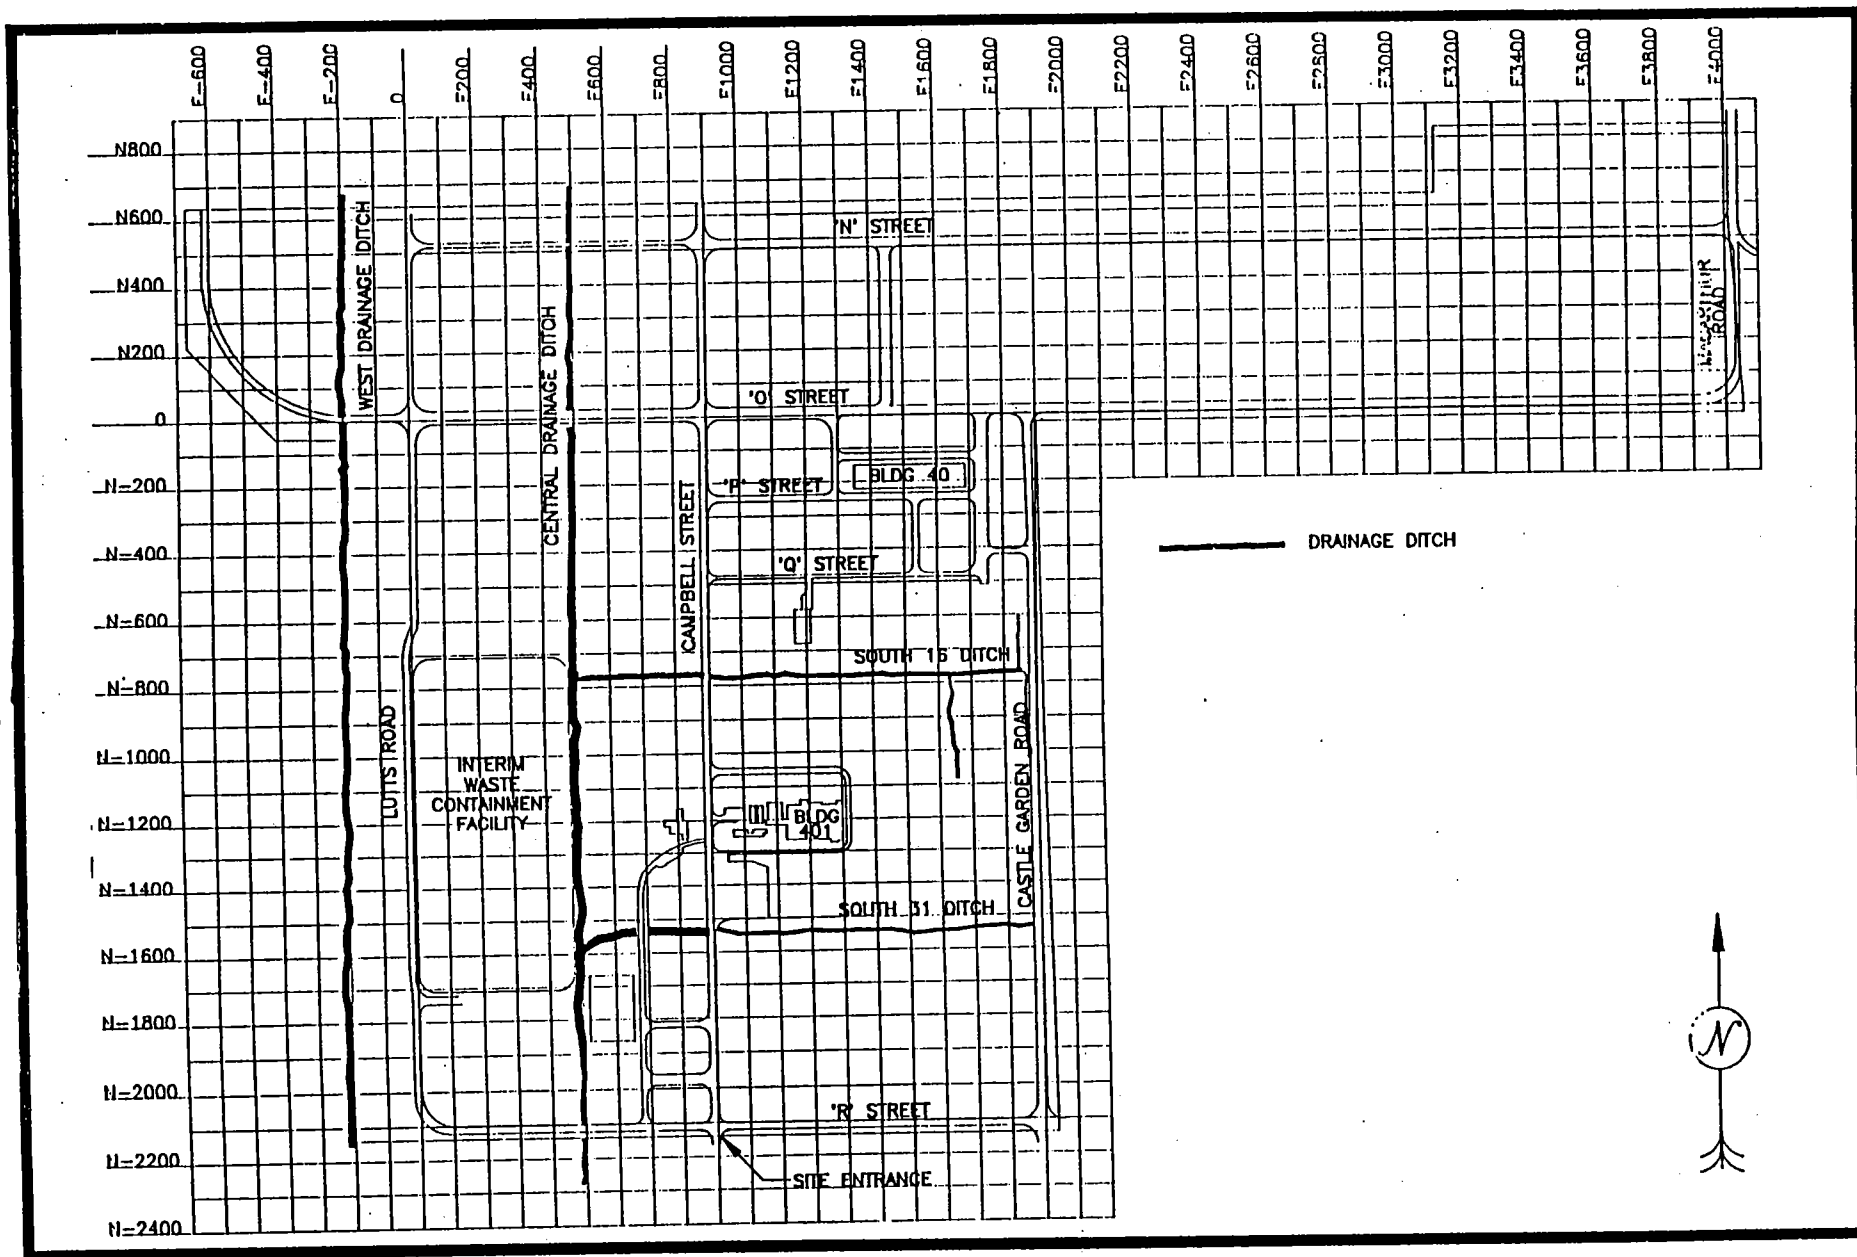 E-600
E-400
E-200
0
E200
E400
E600
E800
E1000
E1200
E1400
E1600
E1800
E2000
E2200
E2400
E2600
E2800
E3000
E3200
E3400
E3600
E3800
E4000
N800
N600
N400
N200
0
N-200
N-400
N-600
N-800
N-1000
N-1200
N-1400
N-1600
N-1800
N-2000
N-2200
N-2400
WEST DRAINAGE DITCH
CENTRAL DRAINAGE DITCH
'N' STREET
'O' STREET
'P' STREET
BLDG 40
'Q' STREET
CAMPBELL STREET
ROAD
DRAINAGE DITCH
SOUTH 16 DITCH
LUTTS ROAD
INTERIM
WASTE
CONTAINMENT
FACILITY
BLDG
401
CASTLE GARDEN ROAD
SOUTH 31 DITCH
'R' STREET
SITE ENTRANCE
N